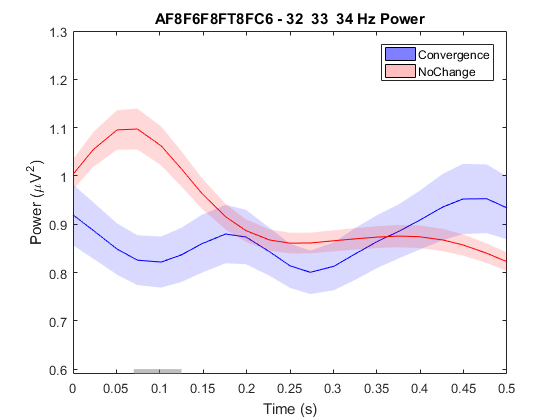 AF8F6F8FT8FC6 - 32  33  34 Hz Power
1.3
1.2
1.1
1
0.9
0.8
0.7
0.6
Power (μV²)
Convergence
NoChange
0 0.05 0.1 0.15 0.2 0.25 0.3 0.35 0.4 0.45 0.5
Time (s)